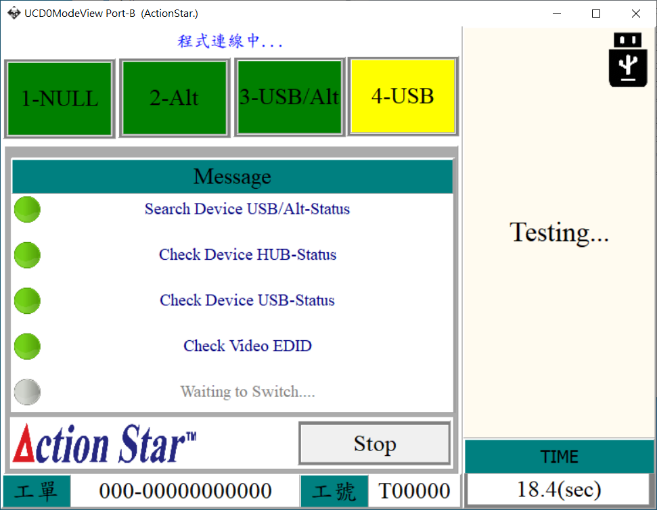 UCD0ModeView Port-B (ActionStar.)
程式連線中...
1-NULL 2-Alt 3-USB/Alt 4-USB
Message
Search Device USB/Alt-Status
Check Device HUB-Status
Check Device USB-Status
Check Video EDID
Waiting to Switch....
Action Star™
Stop
工單 000-00000000000 工號 T00000
Testing...
TIME
18.4(sec)